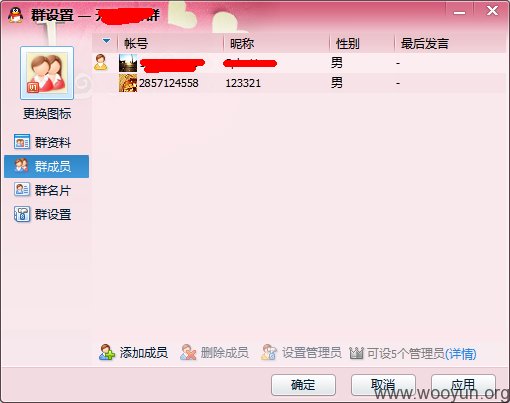 群设置 — 群
帐号 昵称 性别 最后发言
男 -
2857124558 123321 男 -
01
更换图标
群资料
群成员
群名片
群设置
添加成员 删除成员 设置管理员 可设5个管理员(详情)
确定 取消 应用
www.wooyun.org